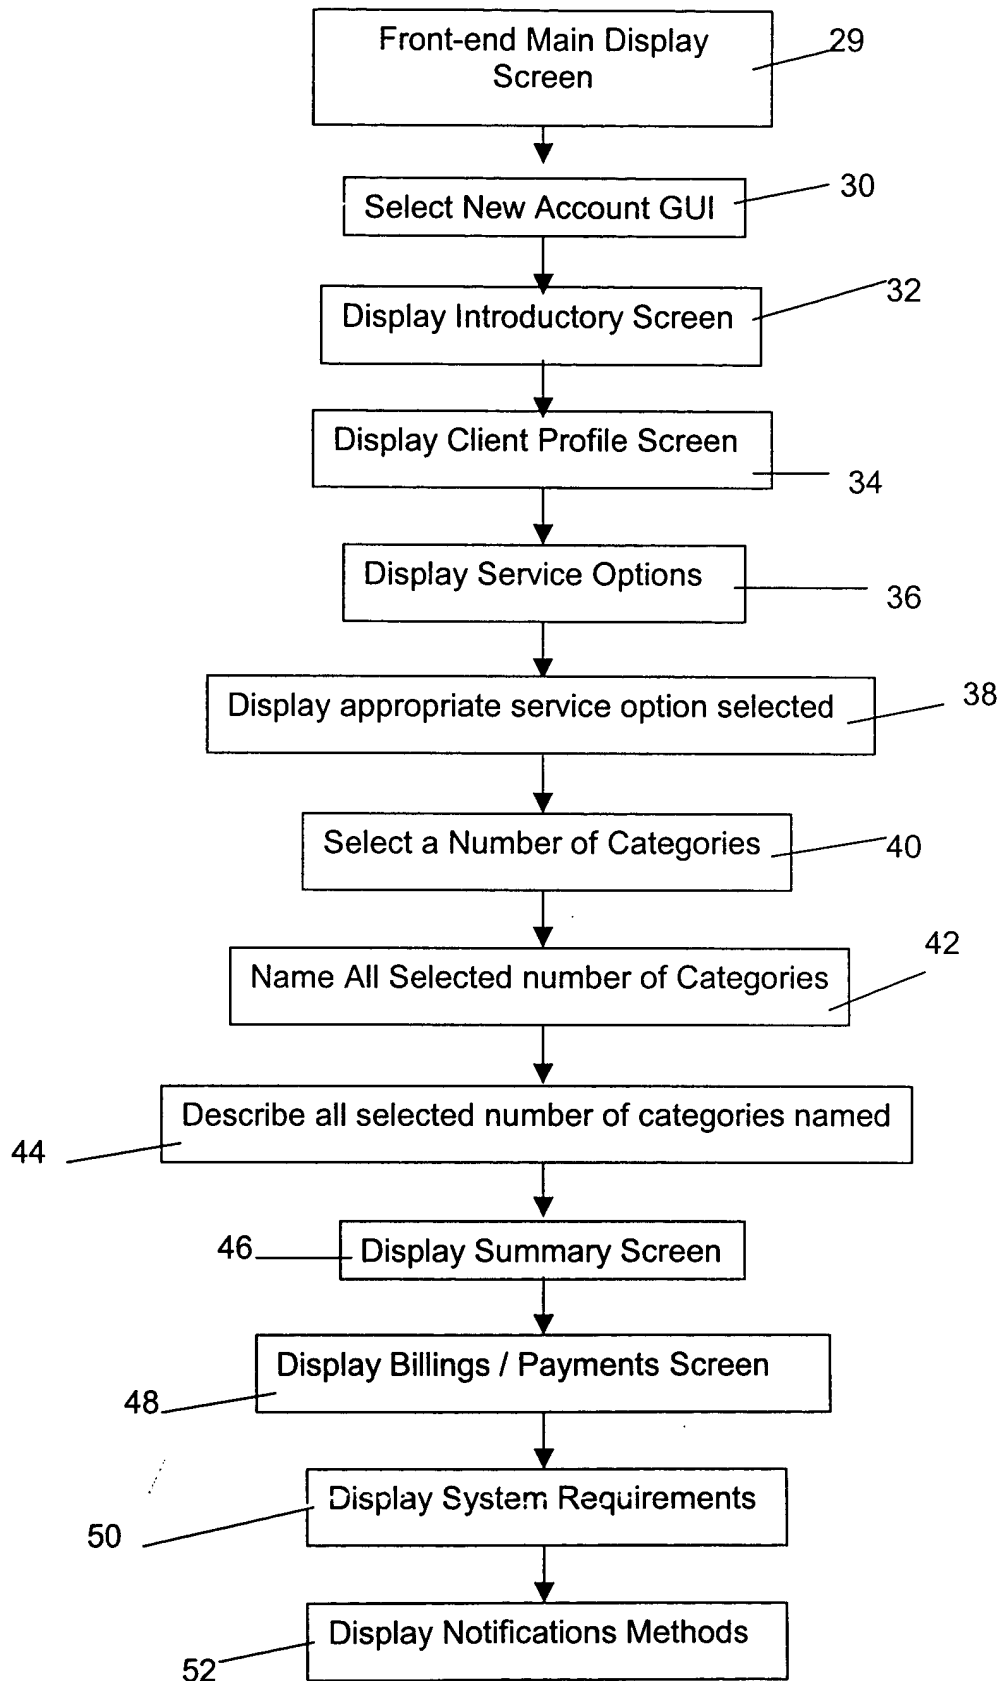 Front-end Main Display
Screen
29
Select New Account GUI
30
Display Introductory Screen
32
Display Client Profile Screen
34
Display Service Options
36
Display appropriate service option selected
38
Select a Number of Categories
40
Name All Selected number of Categories
42
Describe all selected number of categories named
44
46
Display Summary Screen
Display Billings / Payments Screen
48
Display System Requirements
50
Display Notifications Methods
52